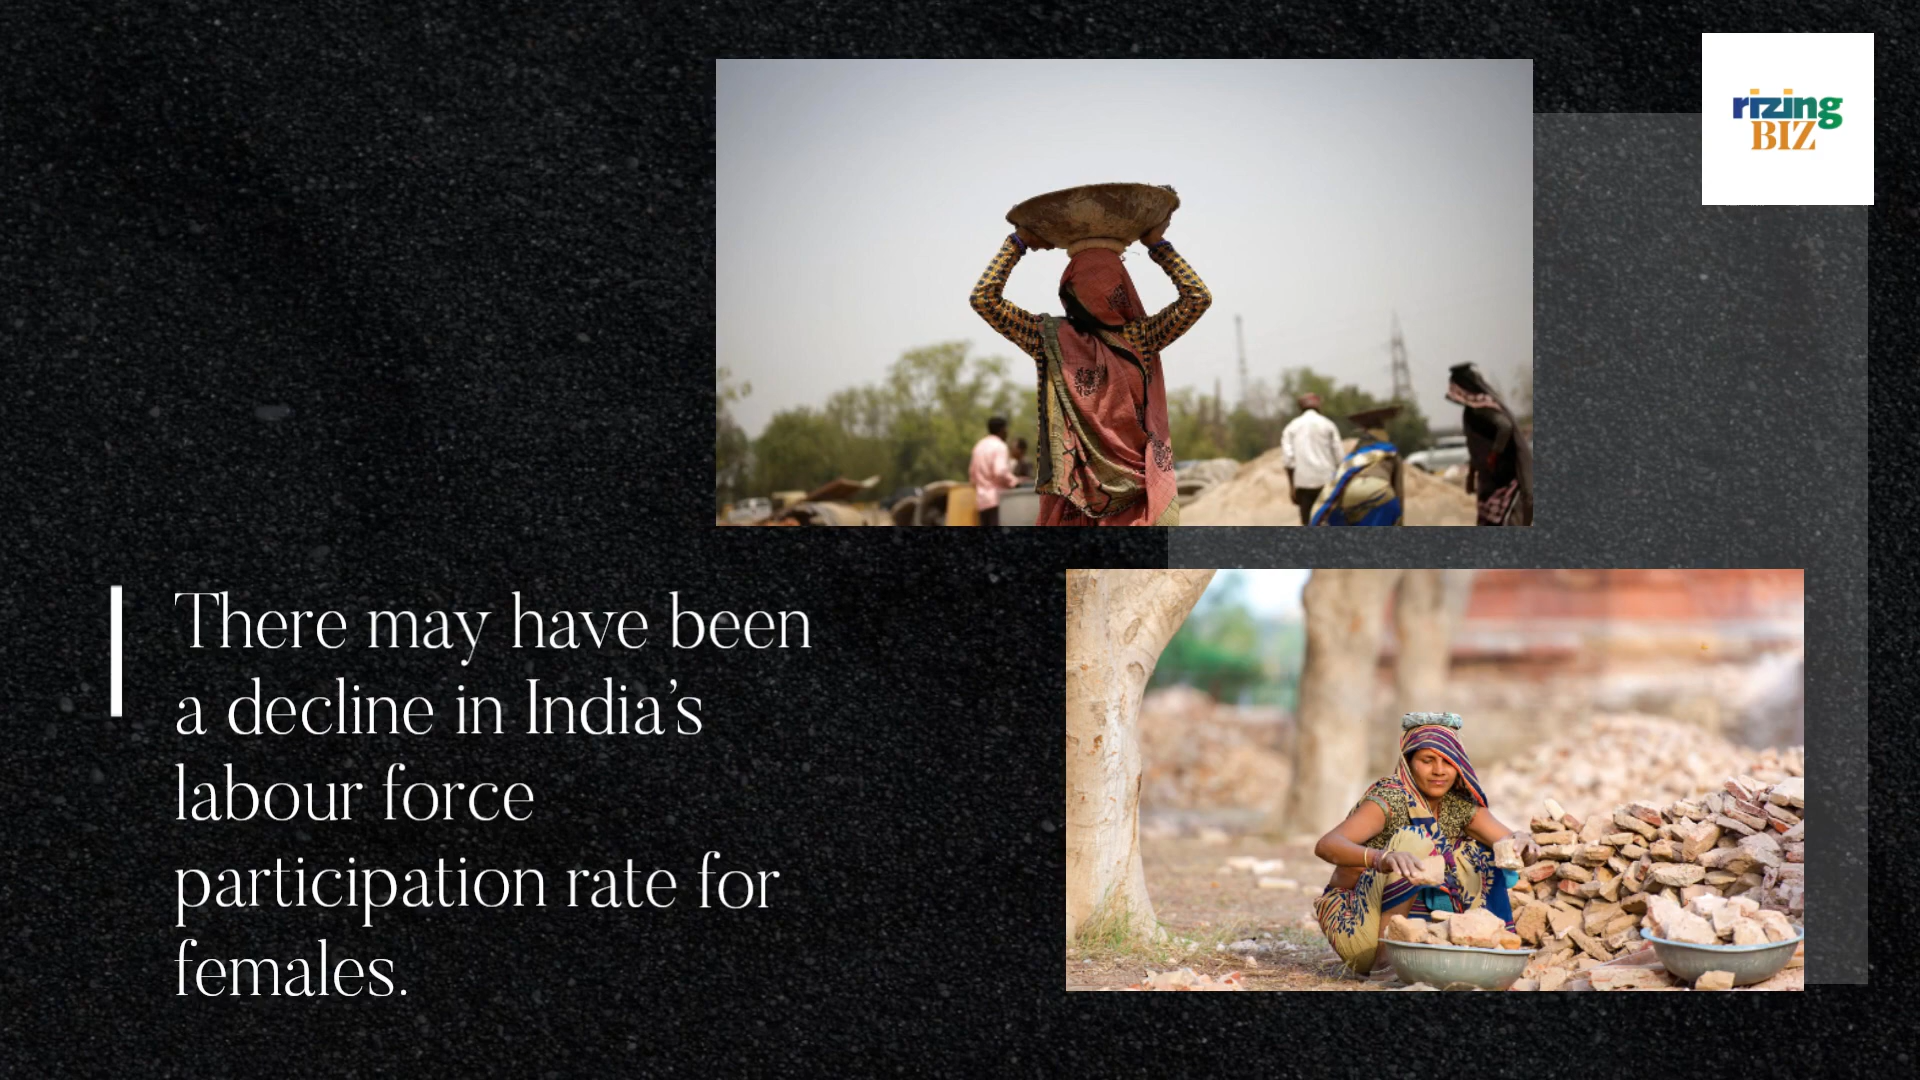 rizing
BIZ
There may have been
a decline in India’s
labour force
participation rate for
females.